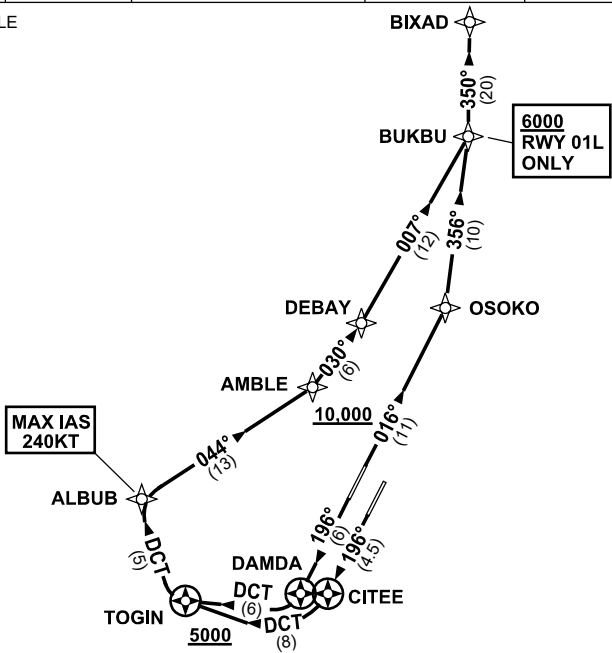 LE
BIXAD
350°
(20)
BUKBU
6000
RWY 01L
ONLY
007°
(12)
356°
(10)
DEBAY
OSOKO
030°
(6)
AMBLE
10,000
016°
(11)
MAX IAS
240KT
044°
(13)
ALBUB
196°
(6)
196°
(4.5)
DCT
(5)
DAMDA
CITEE
DCT
(6)
TOGIN
DCT
(8)
5000